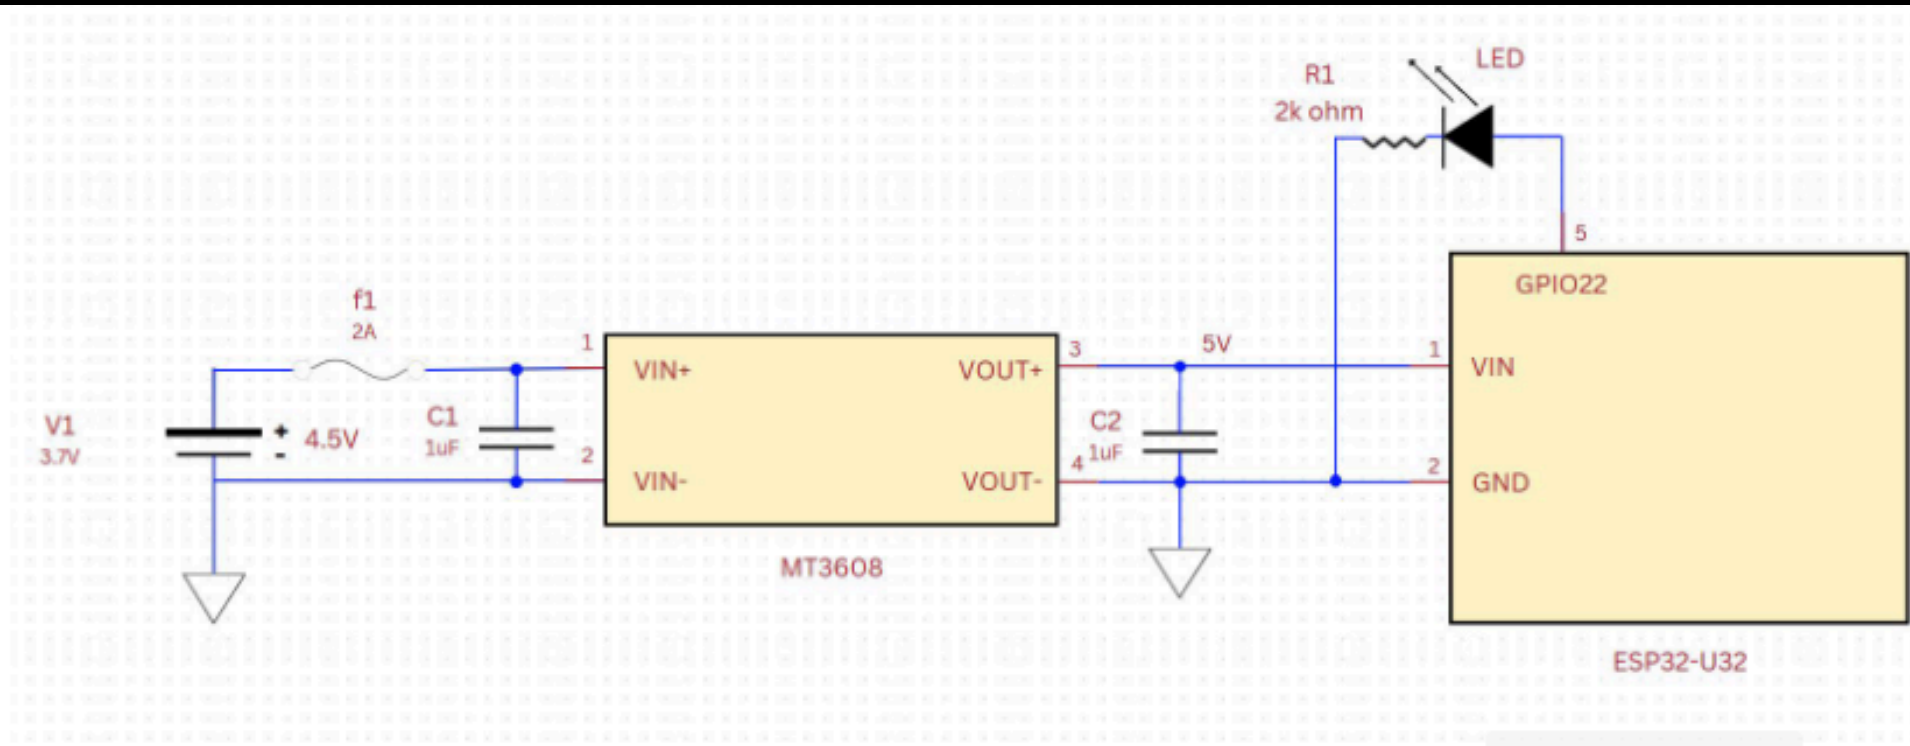 LED
R1
2k ohm
5
GPIO22
f1
2A
1
VIN+
VOUT+
3
5V
1
VIN
V1
3.7V
+
-
4.5V
C1
1uF
C2
1uF
2
VIN-
VOUT-
4
2
GND
MT3608
ESP32-U32